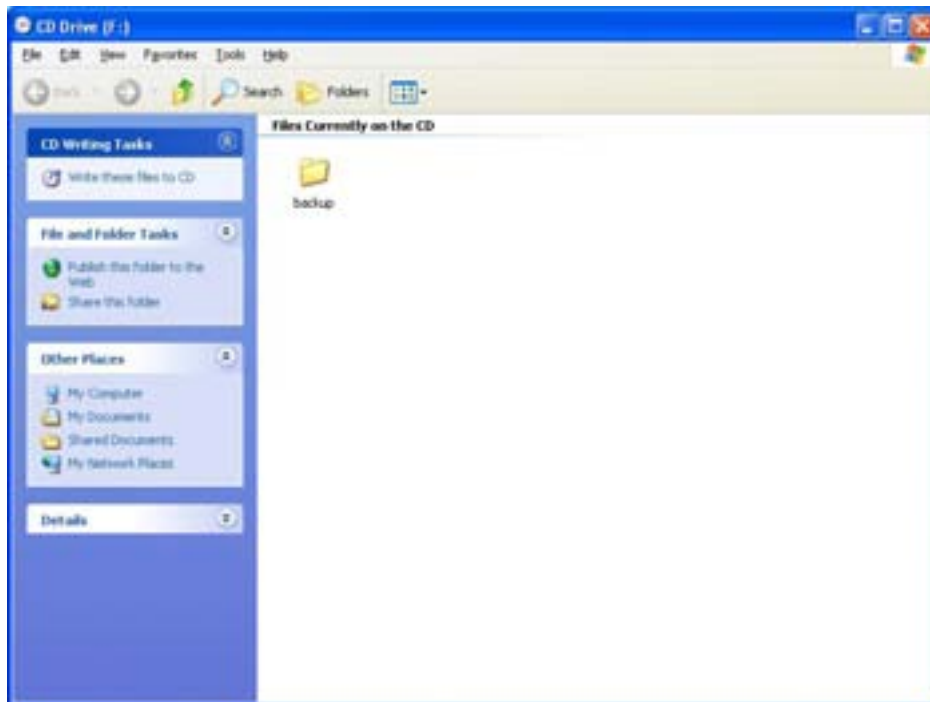 CD Drive (F:)
File Edit View Favorites Tools Help
Back Search Folders
CD Writing Tasks
Write these files to CD
File and Folder Tasks
Publish this folder to the
Web
Share this folder
Other Places
My Computer
My Documents
Shared Documents
My Network Places
Details
Files Currently on the CD
backup